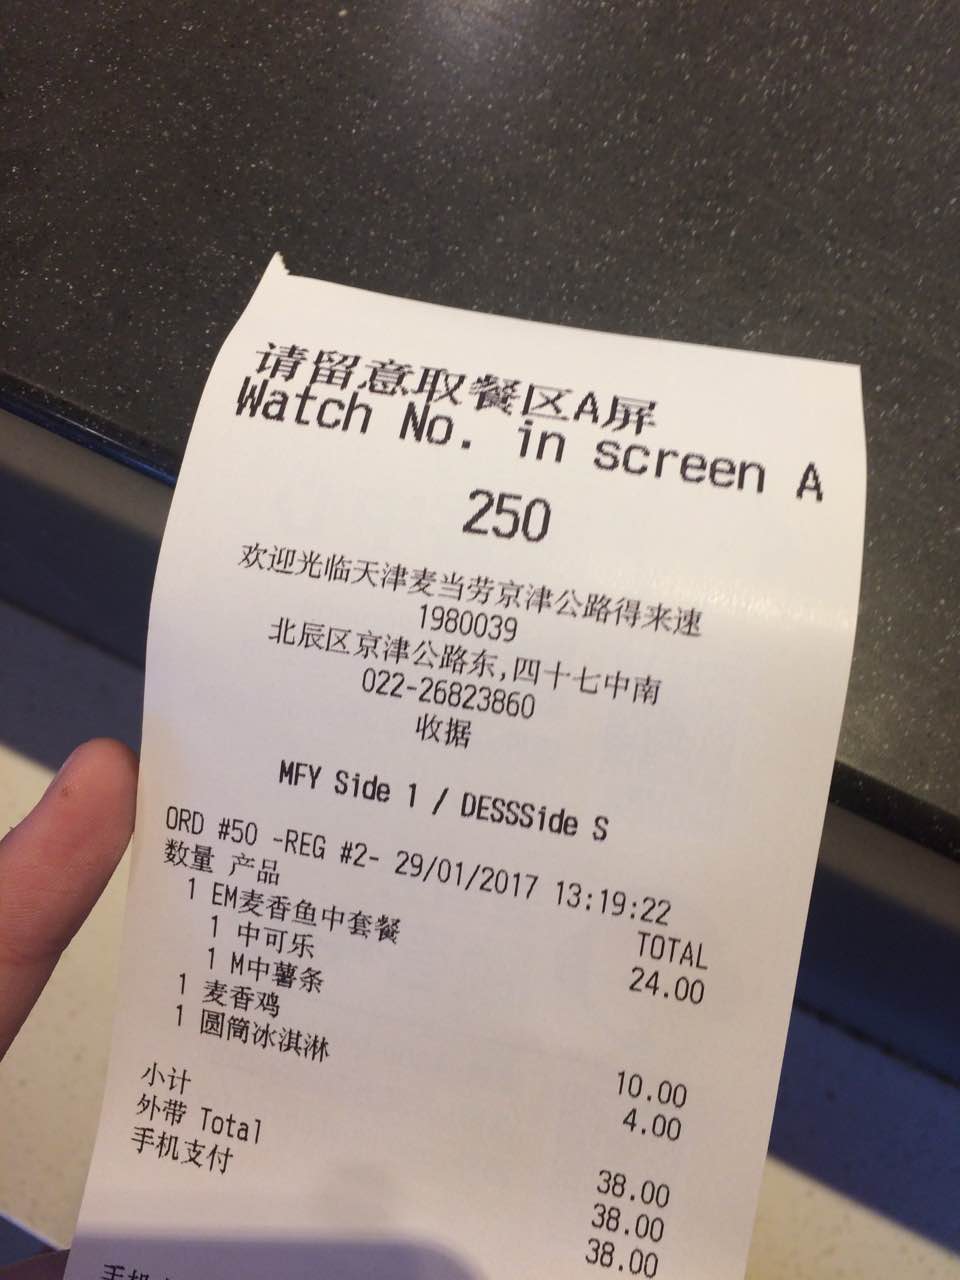 请留意取餐区A屏
Watch No. in screen A
250
欢迎光临天津麦当劳京津公路得来速
1980039
北辰区京津公路东,四十七中南
022-26823860
收据
MFY Side 1 / DESSSide S
ORD #50 -REG #2- 29/01/2017 13:19:22
数量 产品 TOTAL
1 EM麦香鱼中套餐 24.00
1 中可乐
1 M中薯条
1 麦香鸡 10.00
1 圆筒冰淇淋 4.00
小计 38.00
外带 Total 38.00
手机支付 38.00